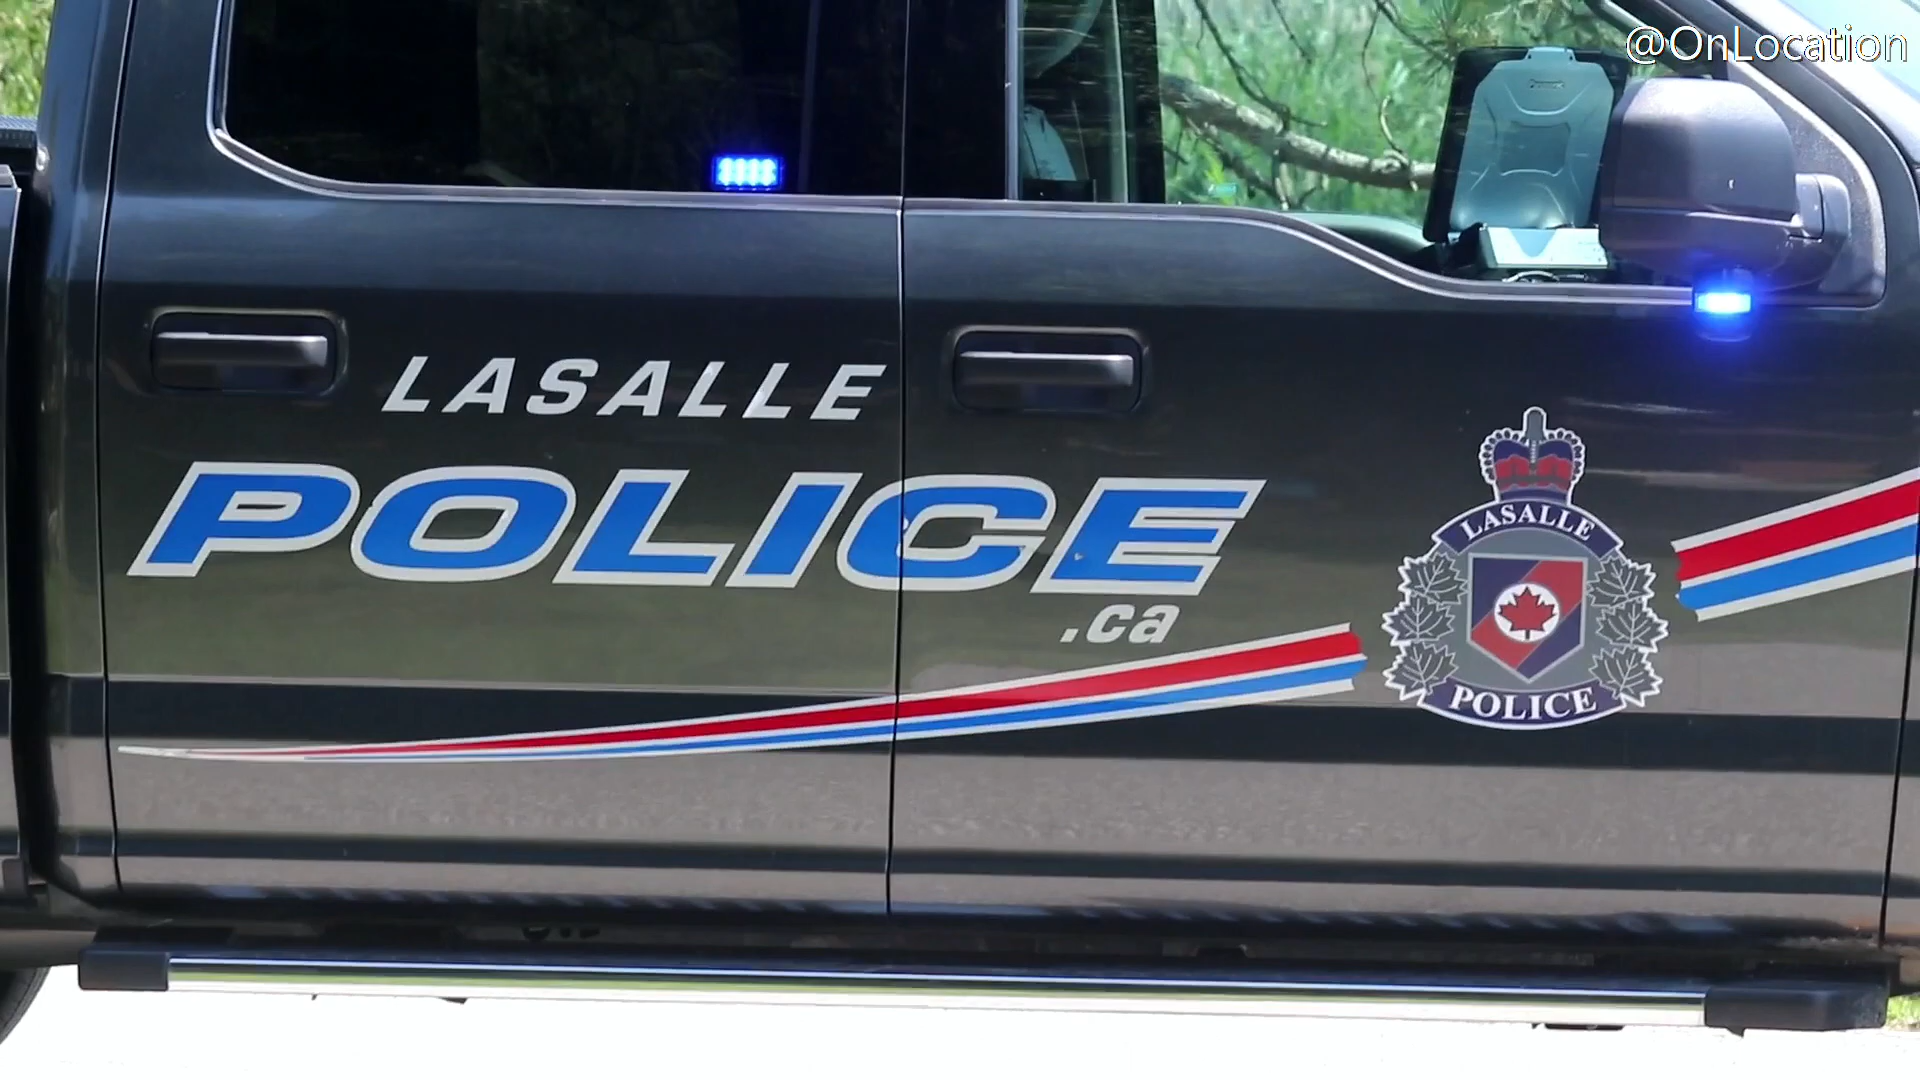 @OnLocation
LASALLE
POLICE
.ca
LASALLE
POLICE